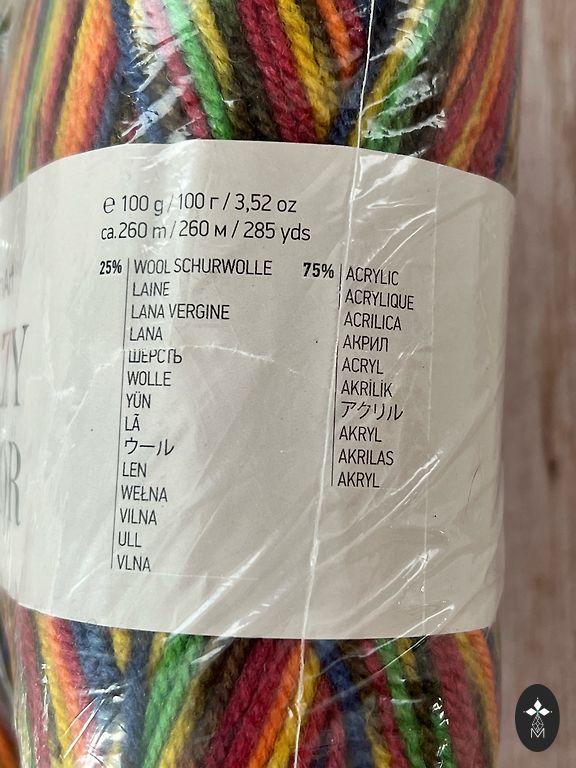 e 100 g / 100 г / 3,52 oz
ca. 260 m / 260 м / 285 yds
25% WOOL SCHURWOLLE
LAINE
LANA VERGINE
LANA
ШЕРСТЬ
WOLLE
YÜN
LÃ
ウール
LEN
WEŁNA
VILNA
ULL
VLNA
75% ACRYLIC
ACRYLIQUE
ACRILICA
АКРИЛ
ACRYL
AKRİLİK
アクリル
AKRYL
AKRILAS
AKRYL
ZY
OR
M